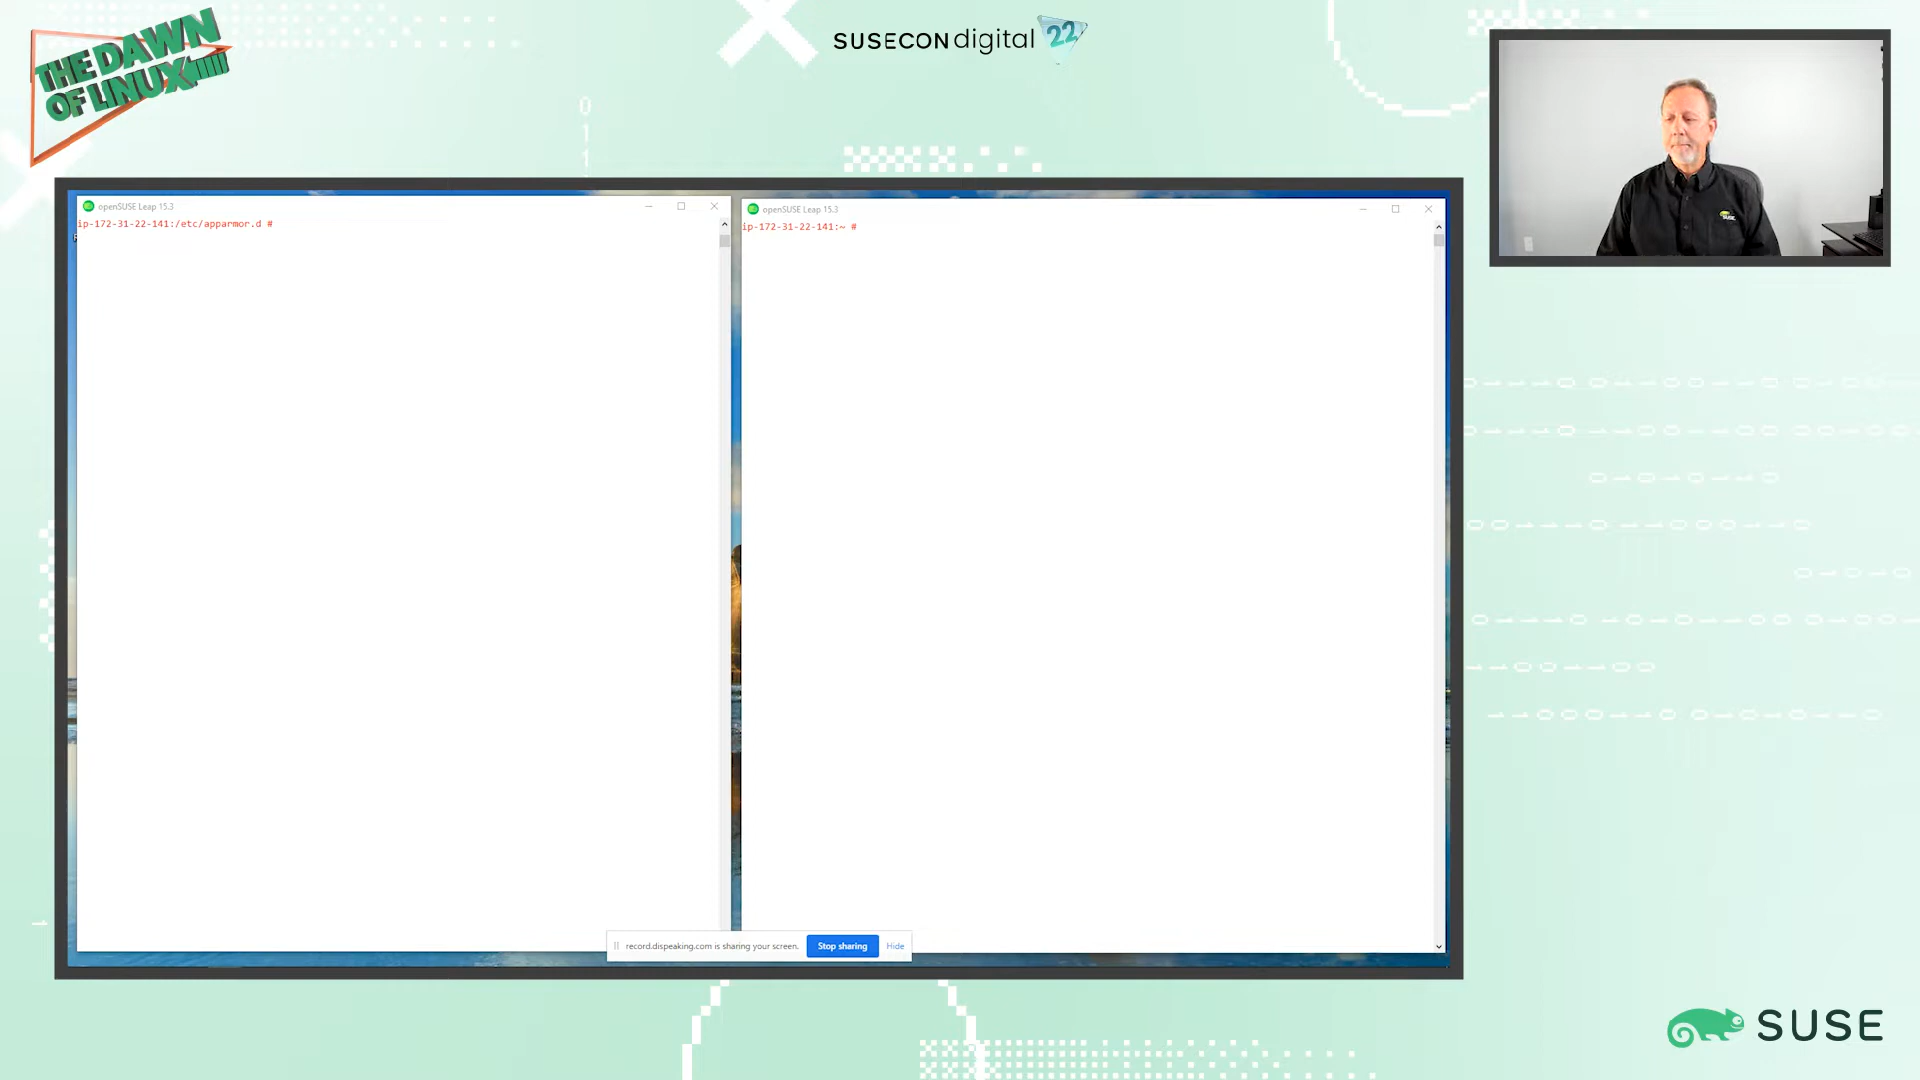 THE DAWN
OF LINUX
SUSECON digital 22
openSUSE Leap 15.3
ip-172-31-22-141:/etc/apparmor.d #
openSUSE Leap 15.3
ip-172-31-22-141:~ #
record.dispeaking.com is sharing your screen.
Stop sharing
Hide
SUSE